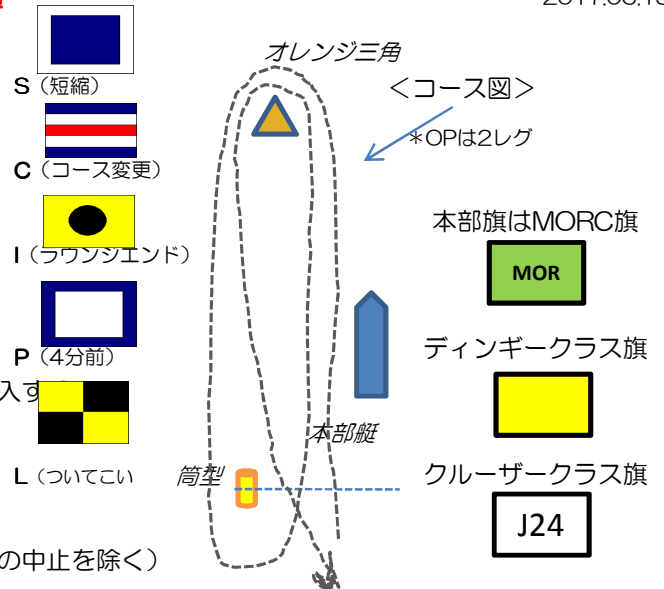 S（短縮）
C（コース変更）
I（ラウンジエンド）
P（4分前）
入す
L（ついてこい
の中止を除く）
オレンジ三角
＜コース図＞
＊OPは2レグ
本部艇
筒型
本部旗はMORC旗
MOR
ディンギークラス旗
クルーザークラス旗
J24